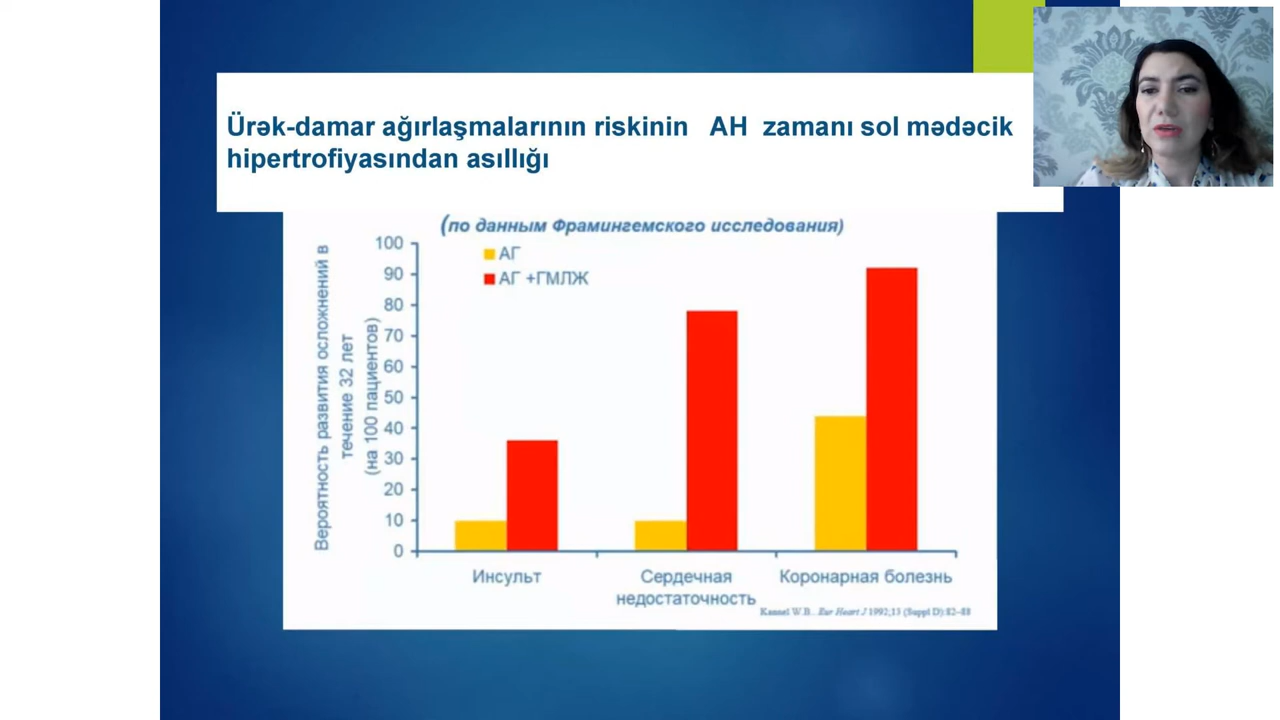 Ürək-damar ağırlaşmalarının riskinin AH zamanı sol mədəcik
hipertrofiyasından asıllığı
(по данным Фрамингемского исследования)
Вероятность развития осложнений в
течение 32 лет
(на 100 пациентов)
100
90
80
70
60
50
40
30
20
10
0
АГ
АГ +ГМЛЖ
Инсульт
Сердечная
недостаточность
Коронарная болезнь
Kannel W.B.. Eur Heart J 1992;13 (Suppl D):82–88